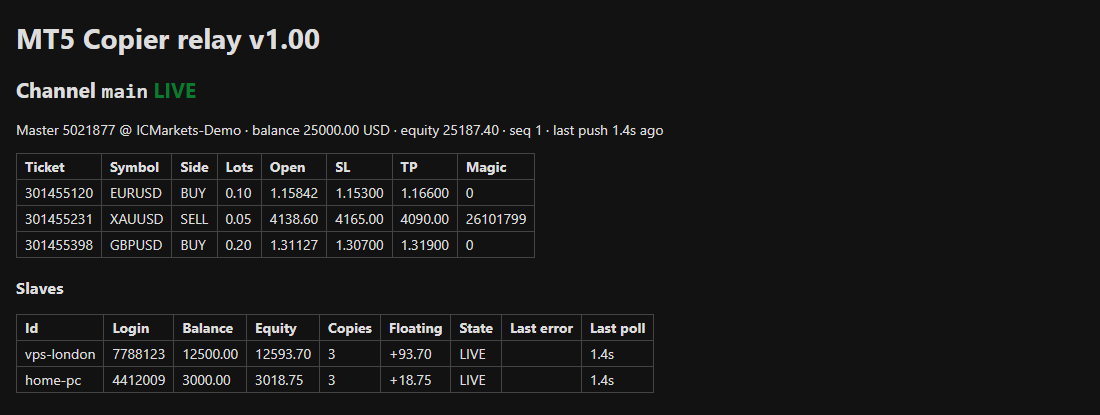 MT5 Copier relay v1.00
Channel main LIVE
Master 5021877 @ ICMarkets-Demo · balance 25000.00 USD · equity 25187.40 · seq 1 · last push 1.4s ago
Ticket Symbol Side Lots Open SL TP Magic
301455120 EURUSD BUY 0.10 1.15842 1.15300 1.16600 0
301455231 XAUUSD SELL 0.05 4138.60 4165.00 4090.00 26101799
301455398 GBPUSD BUY 0.20 1.31127 1.30700 1.31900 0
Slaves
Id Login Balance Equity Copies Floating State Last error Last poll
vps-london 7788123 12500.00 12593.70 3 +93.70 LIVE 1.4s
home-pc 4412009 3000.00 3018.75 3 +18.75 LIVE 1.4s